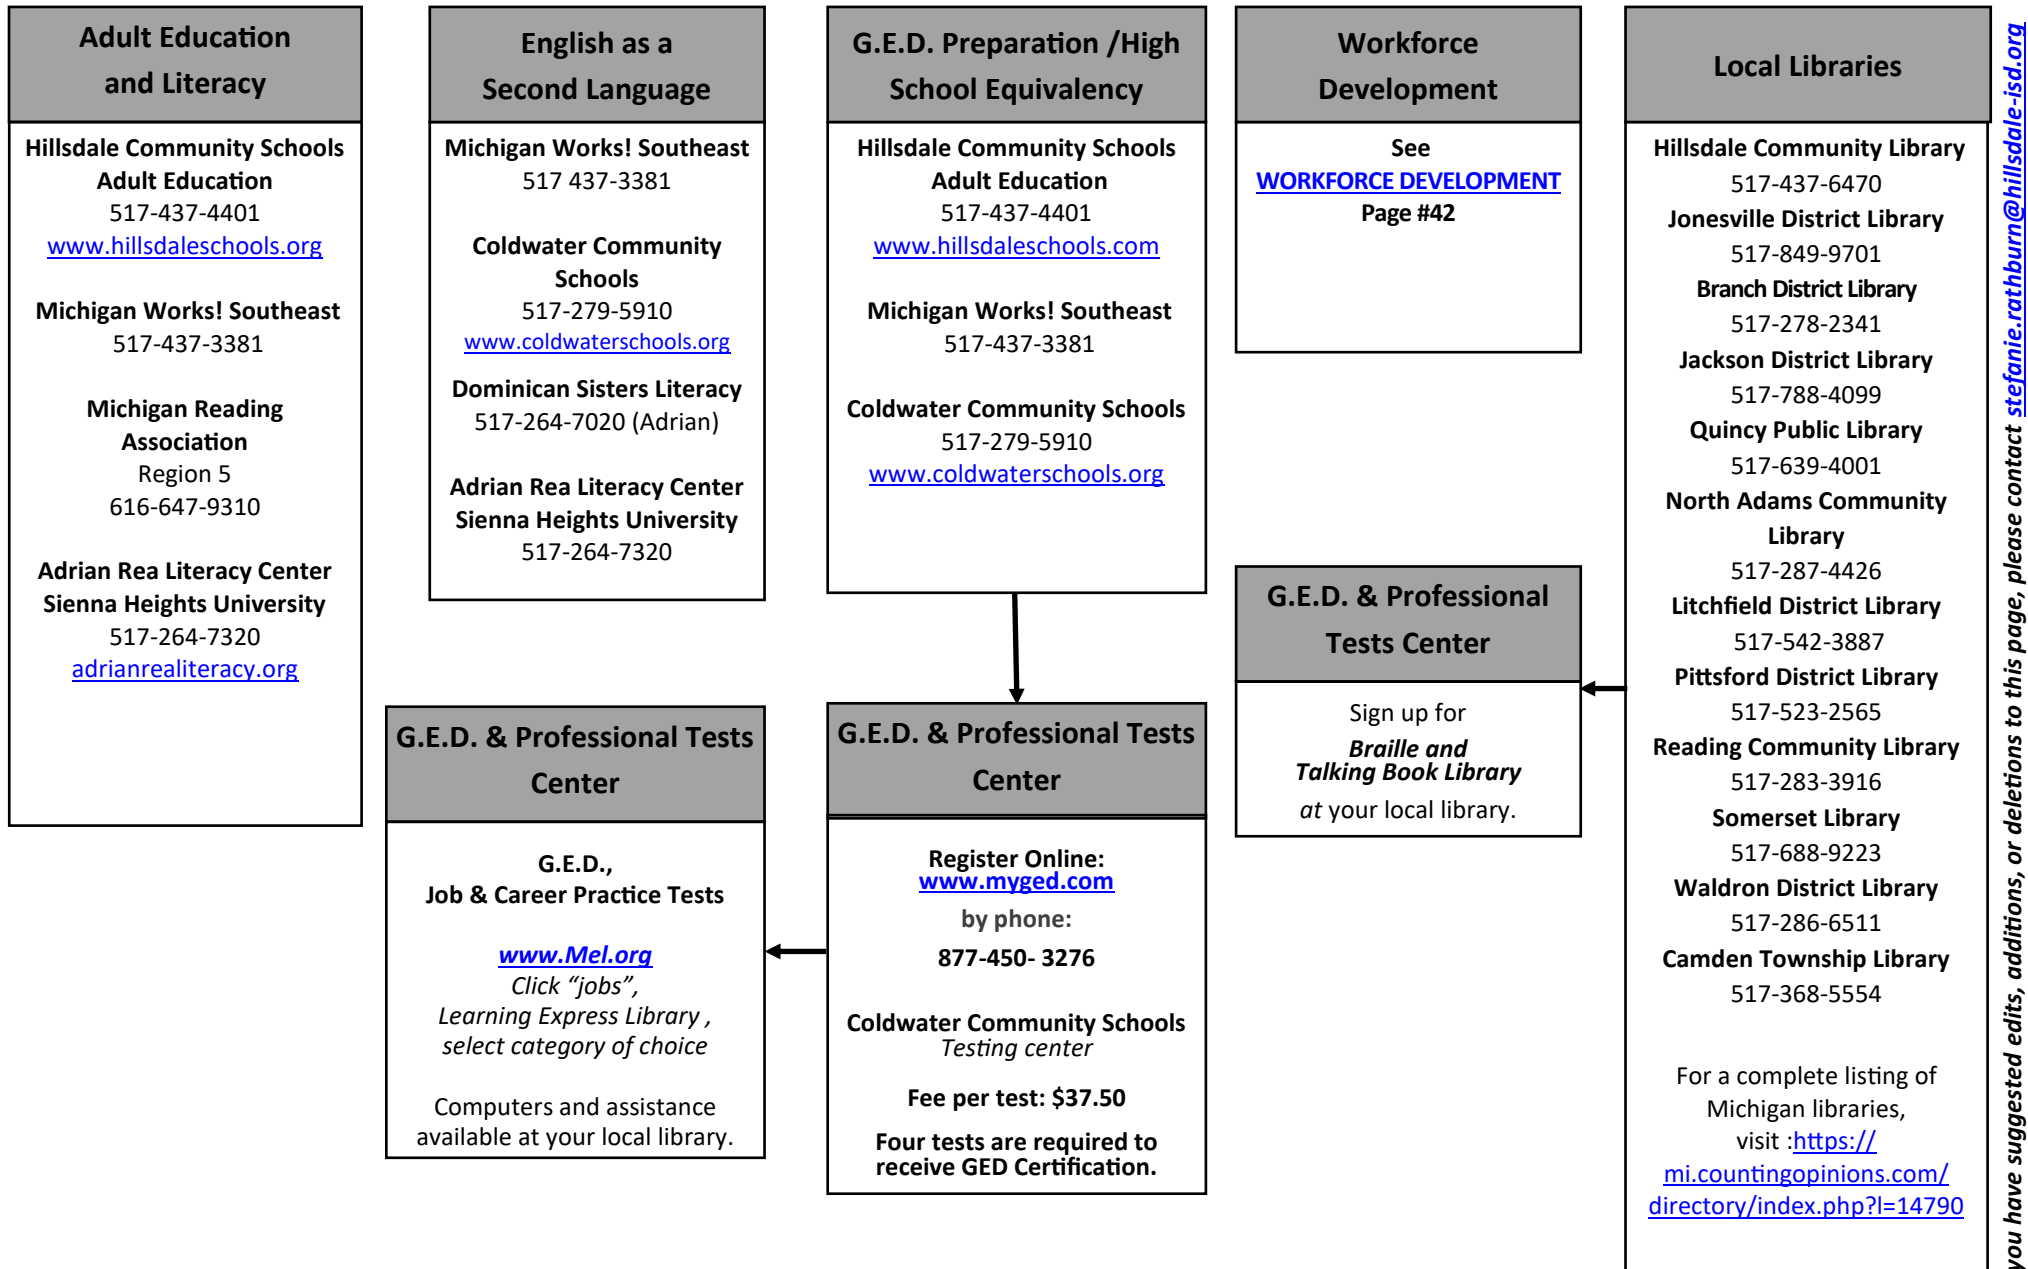 Adult Education
and Literacy
Hillsdale Community Schools
Adult Education
517-437-4401
www.hillsdaleschools.org
Michigan Works! Southeast
517-437-3381
Michigan Reading
Association
Region 5
616-647-9310
Adrian Rea Literacy Center
Sienna Heights University
517-264-7320
adrianrealiteracy.org
English as a
Second Language
Michigan Works! Southeast
517 437-3381
Coldwater Community
Schools
517-279-5910
www.coldwaterschools.org
Dominican Sisters Literacy
517-264-7020 (Adrian)
Adrian Rea Literacy Center
Sienna Heights University
517-264-7320
G.E.D. Preparation /High
School Equivalency
Hillsdale Community Schools
Adult Education
517-437-4401
www.hillsdaleschools.com
Michigan Works! Southeast
517-437-3381
Coldwater Community Schools
517-279-5910
www.coldwaterschools.org
G.E.D. & Professional Tests
Center
Register Online:
www.myged.com
by phone:
877-450- 3276
Coldwater Community Schools
Testing center
Fee per test: $37.50
Four tests are required to
receive GED Certification.
G.E.D. & Professional Tests
Center
G.E.D.,
Job & Career Practice Tests
www.Mel.org
Click “jobs”,
Learning Express Library ,
select category of choice
Computers and assistance
available at your local library.
Workforce
Development
See
WORKFORCE DEVELOPMENT
Page #42
Local Libraries
Hillsdale Community Library
517-437-6470
Jonesville District Library
517-849-9701
Branch District Library
517-278-2341
Jackson District Library
517-788-4099
Quincy Public Library
517-639-4001
North Adams Community
Library
517-287-4426
Litchfield District Library
517-542-3887
Pittsford District Library
517-523-2565
Reading Community Library
517-283-3916
Somerset Library
517-688-9223
Waldron District Library
517-286-6511
Camden Township Library
517-368-5554
For a complete listing of
Michigan libraries,
visit :https://
mi.countingopinions.com/
directory/index.php?l=14790
G.E.D. & Professional
Tests Center
Sign up for
Braille and
Talking Book Library
at your local library.
you have suggested edits, additions, or deletions to this page, please contact stefanie.rathburn@hillsdale-isd.org